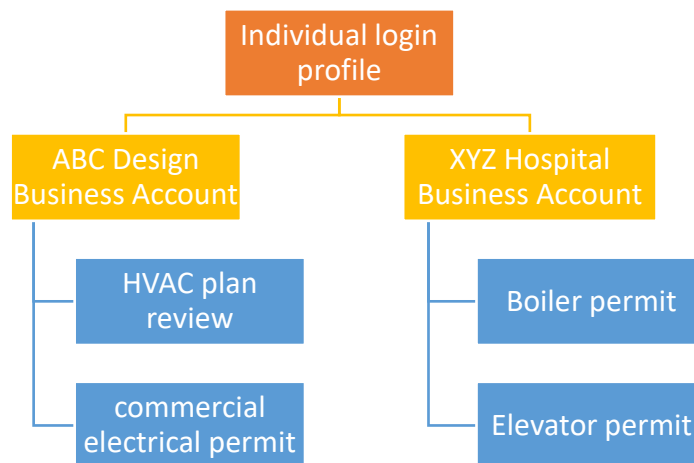 Individual login
profile
ABC Design
Business Account
XYZ Hospital
Business Account
HVAC plan
review
Boiler permit
commercial
electrical permit
Elevator permit